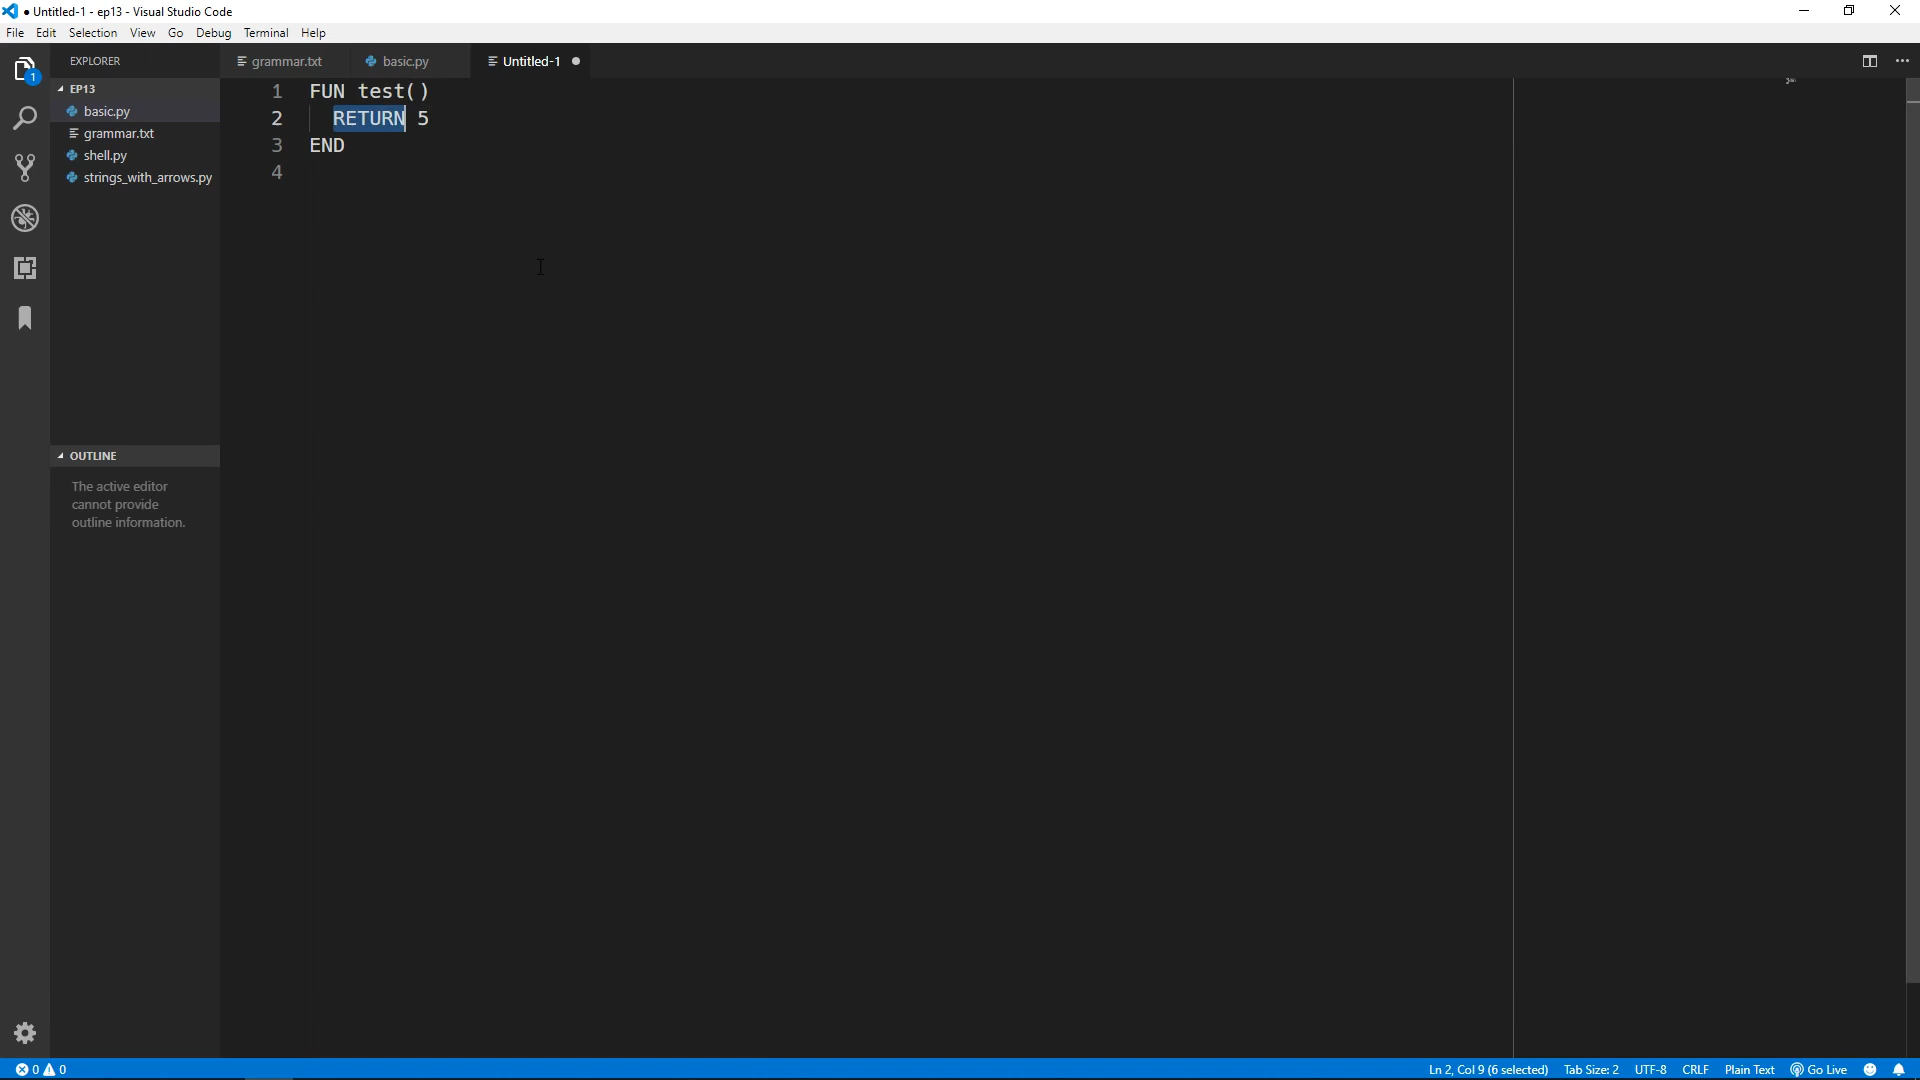 ● Untitled-1 - ep13 - Visual Studio Code
File Edit Selection View Go Debug Terminal Help
1
EXPLORER
EP13
basic.py
grammar.txt
shell.py
strings_with_arrows.py
OUTLINE
The active editor
cannot provide
outline information.
grammar.txt basic.py Untitled-1 ●
1 FUN test()
2 RETURN 5
3 END
4
0 0 Ln 2, Col 9 (6 selected) Tab Size: 2 UTF-8 CRLF Plain Text Go Live